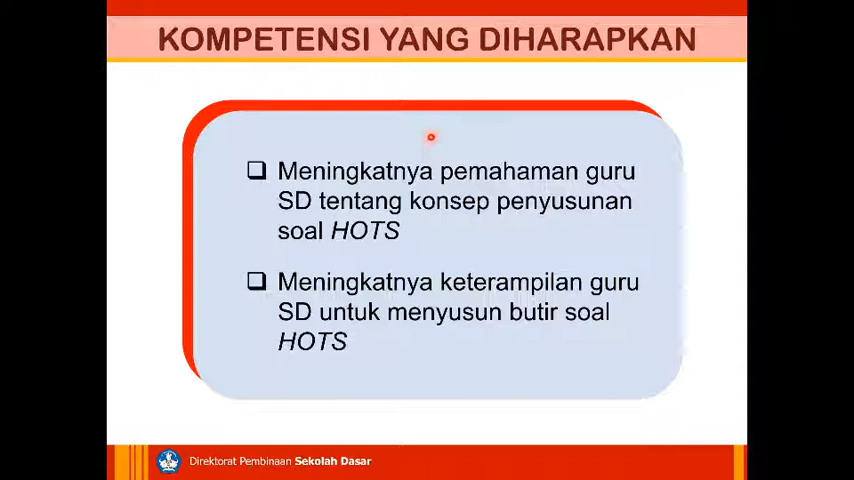 KOMPETENSI YANG DIHARAPKAN
❑ Meningkatnya pemahaman guru
SD tentang konsep penyusunan
soal HOTS
❑ Meningkatnya keterampilan guru
SD untuk menyusun butir soal
HOTS
Direktorat Pembinaan Sekolah Dasar